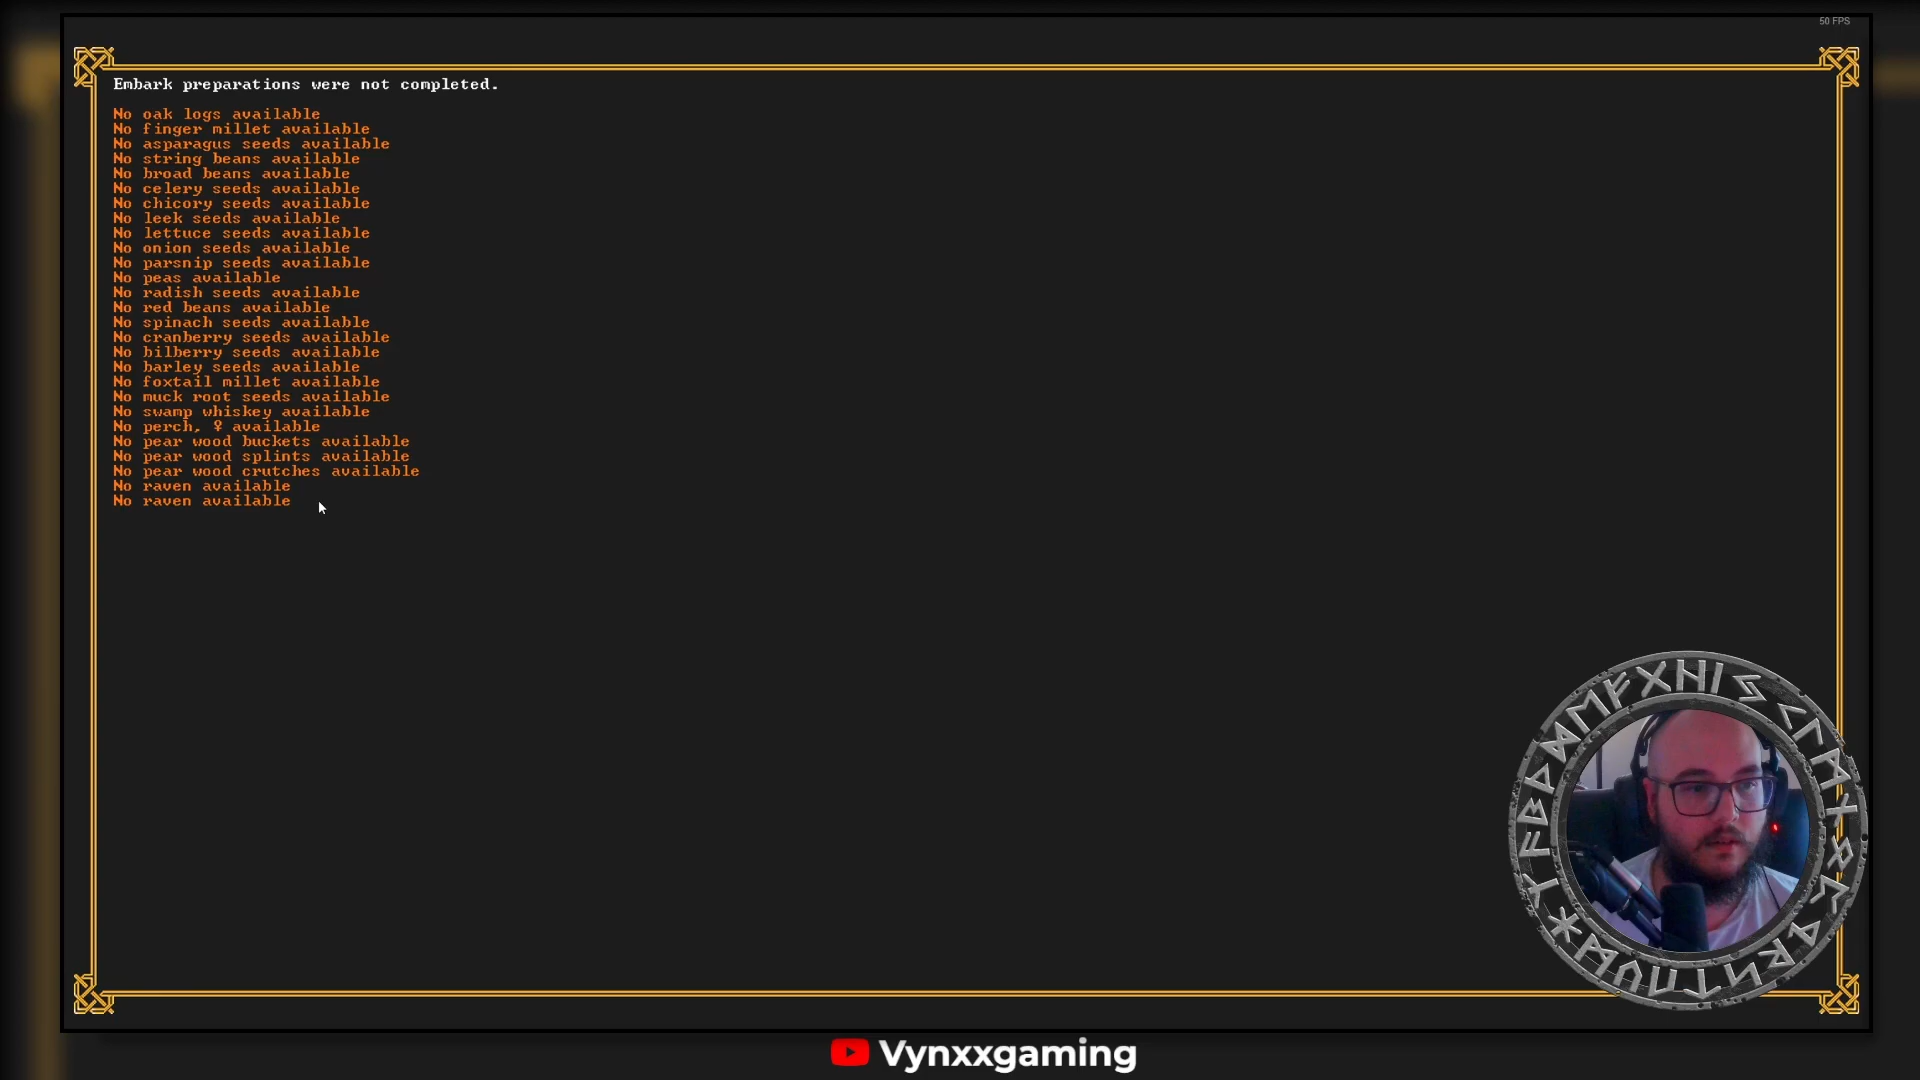 50 FPS
Embark preparations were not completed.
No oak logs available
No finger millet available
No asparagus seeds available
No string beans available
No broad beans available
No celery seeds available
No chicory seeds available
No leek seeds available
No lettuce seeds available
No onion seeds available
No parsnip seeds available
No peas available
No radish seeds available
No red beans available
No spinach seeds available
No cranberry seeds available
No bilberry seeds available
No barley seeds available
No foxtail millet available
No muck root seeds available
No swamp whiskey available
No perch, ♀ available
No pear wood buckets available
No pear wood splints available
No pear wood crutches available
No raven available
No raven available
Vynxxgaming